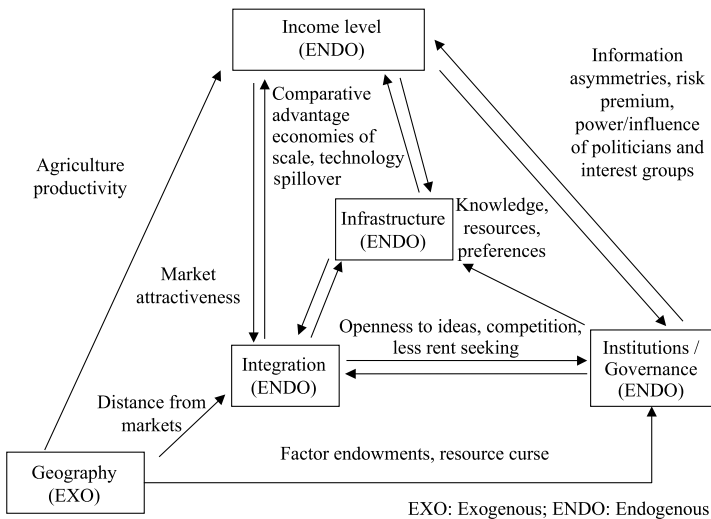 Income level
(ENDO)
Information
asymmetries, risk
premium,
power/influence
of politicians and
interest groups
Comparative
advantage
economies of
scale, technology
spillover
Agriculture
productivity
Infrastructure
(ENDO)
Knowledge,
resources,
preferences
Market
attractiveness
Openness to ideas, competition,
less rent seeking
Integration
(ENDO)
Institutions /
Governance
(ENDO)
Distance from
markets
Geography
(EXO)
Factor endowments, resource curse
EXO: Exogenous; ENDO: Endogenous